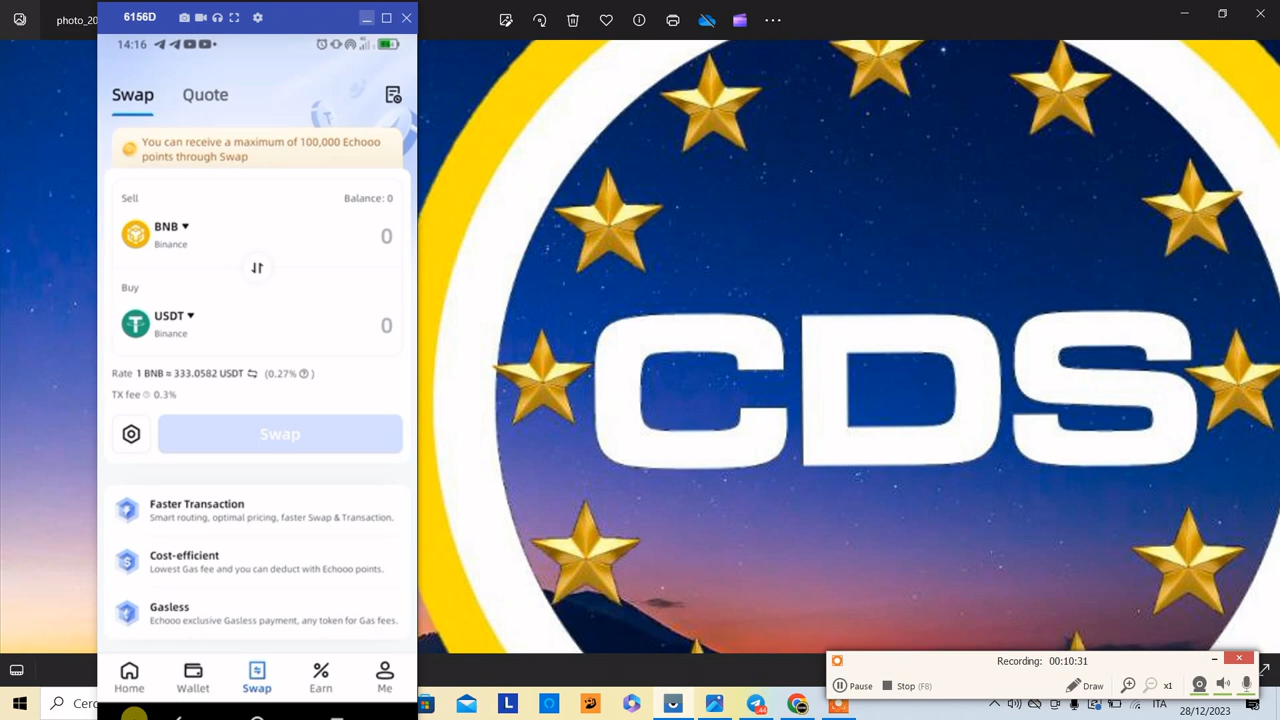 6156D
photo_20
14:16
Swap
Quote
You can receive a maximum of 100,000 Echooo
points through Swap
Sell
Balance: 0
BNB
Binance
0
Buy
USDT
Binance
0
Rate 1 BNB ≈ 333.0582 USDT (0.27% ?)
TX fee 0.3%
Swap
Faster Transaction
Smart routing, optimal pricing, faster Swap & Transaction.
Cost-efficient
Lowest Gas fee and you can deduct with Echooo points.
Gasless
Echooo exclusive Gasless payment, any token for Gas fees.
Home
Wallet
Swap
Earn
Me
CDS
Recording: 00:10:31
Pause
Stop (F8)
x1
Draw
Cerc
L
ITA
28/12/2023